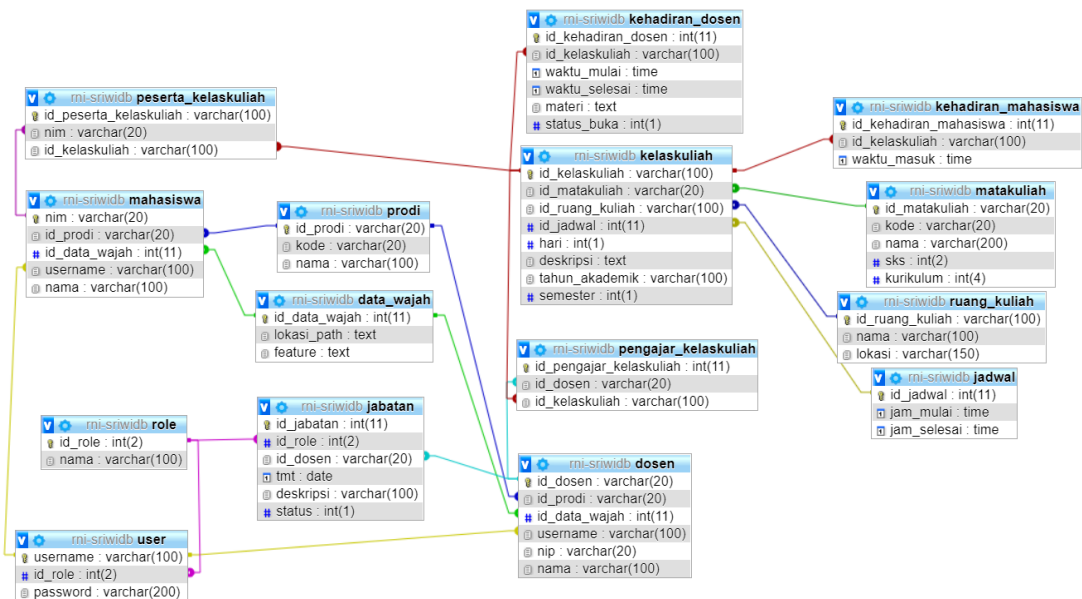 rni-sriwidb kehadiran_dosen
id_kehadiran_dosen : int(11)
id_kelaskuliah : varchar(100)
waktu_mulai : time
waktu_selesai : time
materi : text
status_buka : int(1)
rni-sriwidb peserta_kelaskuliah
id_peserta_kelaskuliah : varchar(100)
nim : varchar(20)
id_kelaskuliah : varchar(100)
rni-sriwidb kehadiran_mahasiswa
id_kehadiran_mahasiswa : int(11)
id_kelaskuliah : varchar(100)
waktu_masuk : time
rni-sriwidb kelaskuliah
id_kelaskuliah : varchar(100)
id_matakuliah : varchar(20)
id_ruang_kuliah : varchar(100)
id_jadwal : int(11)
hari : int(1)
deskripsi : text
tahun_akademik : varchar(100)
semester : int(1)
rni-sriwidb mahasiswa
nim : varchar(20)
id_prodi : varchar(20)
id_data_wajah : int(11)
username : varchar(100)
nama : varchar(100)
rni-sriwidb prodi
id_prodi : varchar(20)
kode : varchar(20)
nama : varchar(100)
rni-sriwidb matakuliah
id_matakuliah : varchar(20)
kode : varchar(20)
nama : varchar(200)
sks : int(2)
kurikulum : int(4)
rni-sriwidb data_wajah
id_data_wajah : int(11)
lokasi_path : text
feature : text
rni-sriwidb ruang_kuliah
id_ruang_kuliah : varchar(100)
nama : varchar(100)
lokasi : varchar(150)
rni-sriwidb pengajar_kelaskuliah
id_pengajar_kelaskuliah : int(11)
id_dosen : varchar(20)
id_kelaskuliah : varchar(100)
rni-sriwidb jadwal
id_jadwal : int(11)
jam_mulai : time
jam_selesai : time
rni-sriwidb role
id_role : int(2)
nama : varchar(100)
rni-sriwidb jabatan
id_jabatan : int(11)
id_role : int(2)
id_dosen : varchar(20)
tmt : date
deskripsi : varchar(100)
status : int(1)
rni-sriwidb dosen
id_dosen : varchar(20)
id_prodi : varchar(20)
id_data_wajah : int(11)
username : varchar(100)
nip : varchar(20)
nama : varchar(100)
rni-sriwidb user
username : varchar(100)
id_role : int(2)
password : varchar(200)